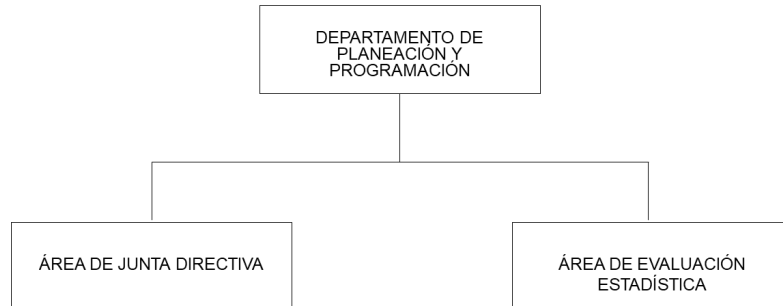 DEPARTAMENTO DE
PLANEACIÓN Y
PROGRAMACIÓN
ÁREA DE JUNTA DIRECTIVA
ÁREA DE EVALUACIÓN
ESTADÍSTICA